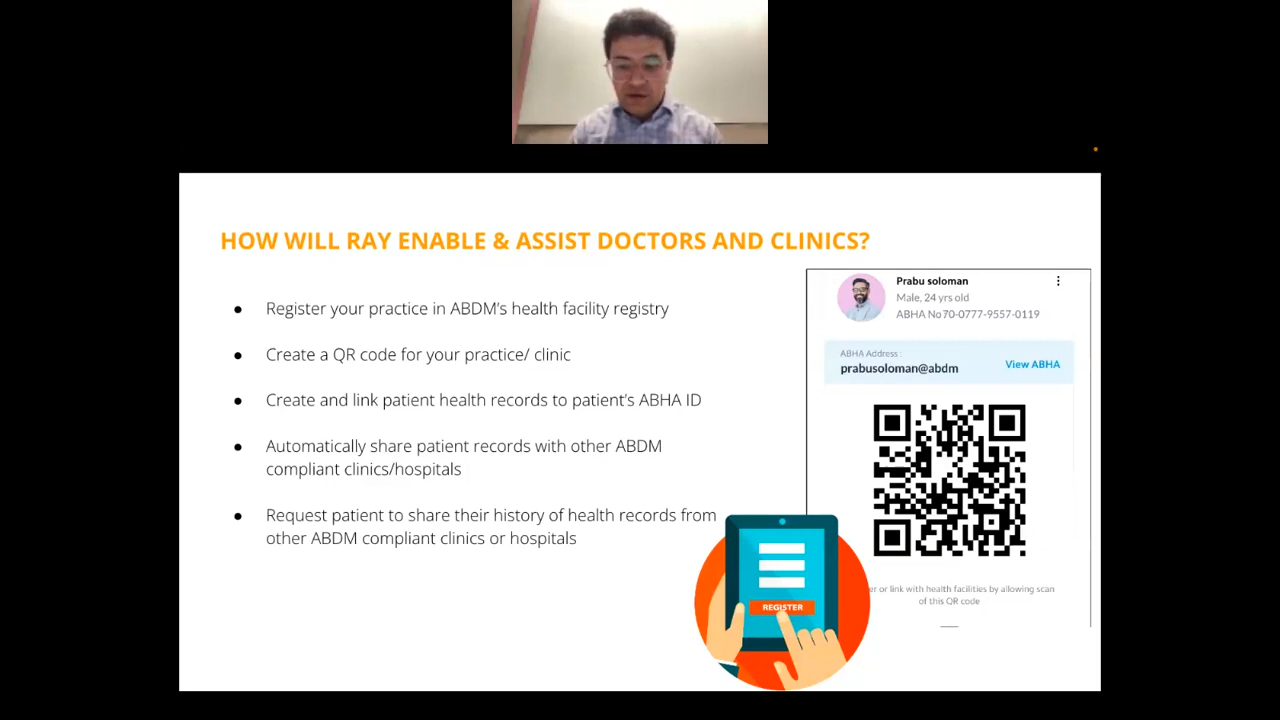 HOW WILL RAY ENABLE & ASSIST DOCTORS AND CLINICS?
● Register your practice in ABDM's health facility registry
● Create a QR code for your practice/ clinic
● Create and link patient health records to patient's ABHA ID
● Automatically share patient records with other ABDM
compliant clinics/hospitals
● Request patient to share their history of health records from
other ABDM compliant clinics or hospitals
Prabu soloman
Male, 24 yrs old
ABHA No70-0777-9557-0119
ABHA Address :
prabusoloman@abdm
View ABHA
or link with health facilities by allowing scan
of this QR code
REGISTER